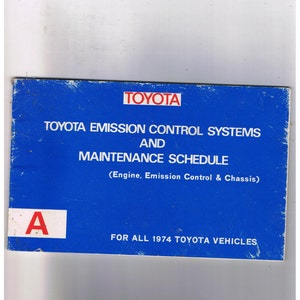 TOYOTA
TOYOTA EMISSION CONTROL SYSTEMS
AND
MAINTENANCE SCHEDULE
(Engine, Emission Control & Chassis)
A
FOR ALL 1974 TOYOTA VEHICLES